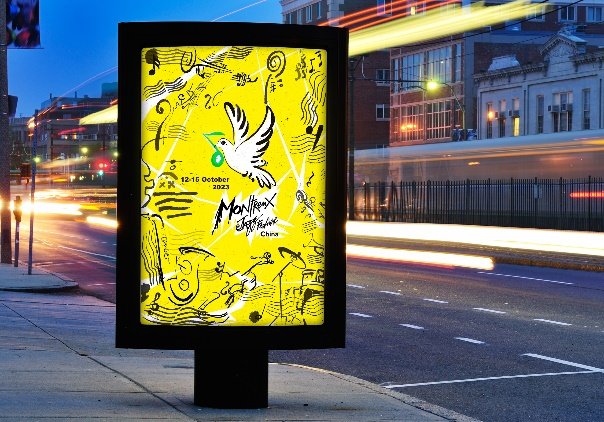 12-15 October
2023
Montreux
Jazz Festival
China